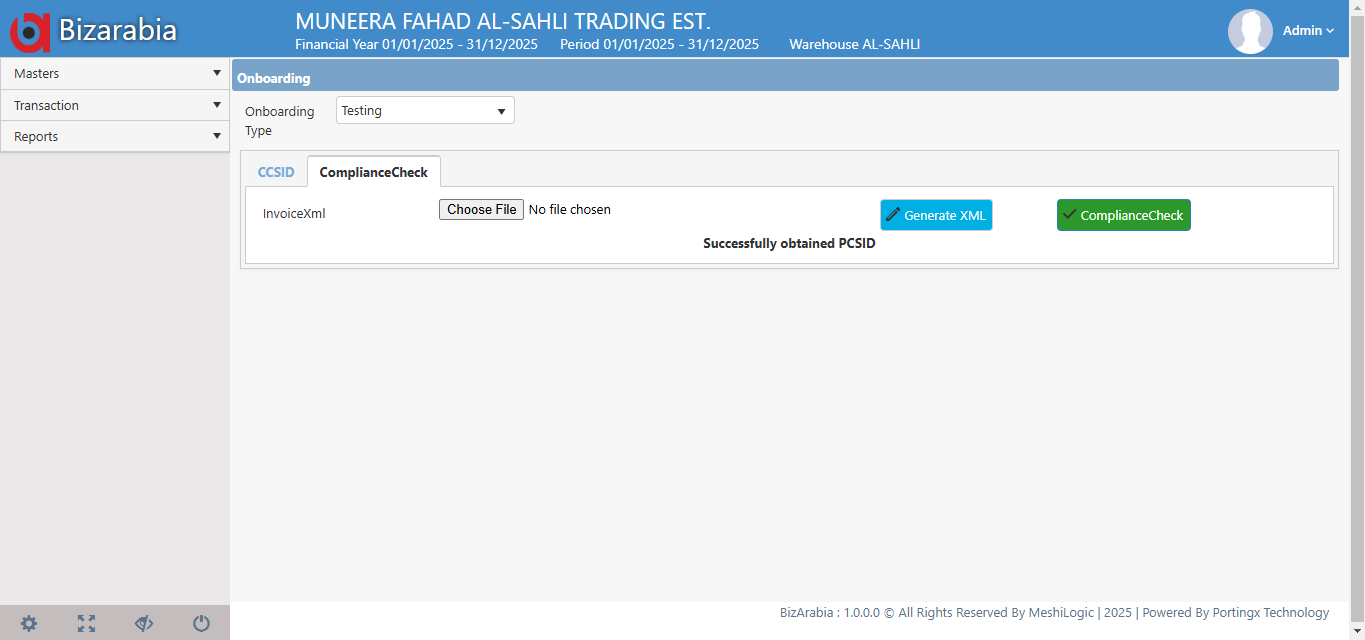 Bizarabia
MUNEERA FAHAD AL-SAHLI TRADING EST.
Financial Year 01/01/2025 - 31/12/2025 Period 01/01/2025 - 31/12/2025 Warehouse AL-SAHLI
Admin
Masters
Transaction
Reports
Onboarding
Onboarding
Type
Testing
CCSID ComplianceCheck
InvoiceXml Choose File No file chosen Generate XML ComplianceCheck
Successfully obtained PCSID
BizArabia : 1.0.0.0 © All Rights Reserved By MeshiLogic | 2025 | Powered By Portingx Technology